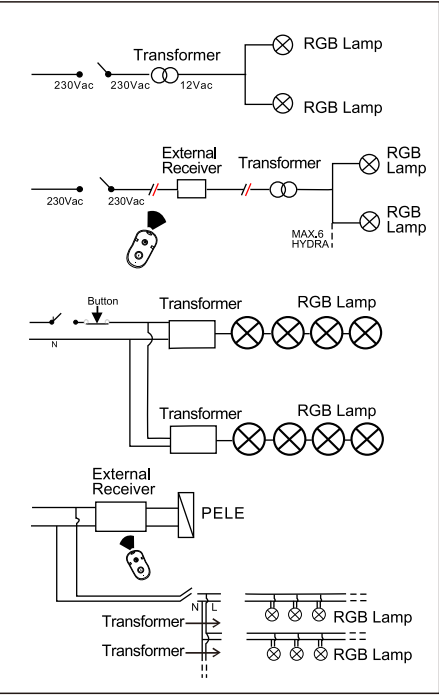 Transformer
RGB Lamp
230Vac
230Vac
12Vac
RGB Lamp
External
Receiver
Transformer
RGB
Lamp
230Vac
230Vac
RGB
Lamp
MAX.6
HYDRA
Button
Transformer
RGB Lamp
L
N
Transformer
RGB Lamp
External
Receiver
PELE
N
L
Transformer
RGB Lamp
Transformer
RGB Lamp